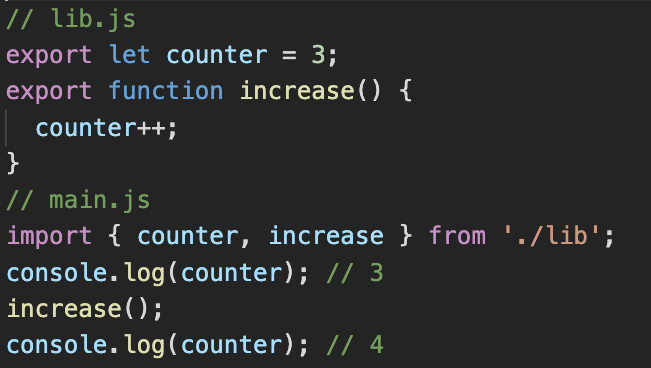 // lib.js
export let counter = 3;
export function increase() {
  counter++;
}
// main.js
import { counter, increase } from './lib';
console.log(counter); // 3
increase();
console.log(counter); // 4